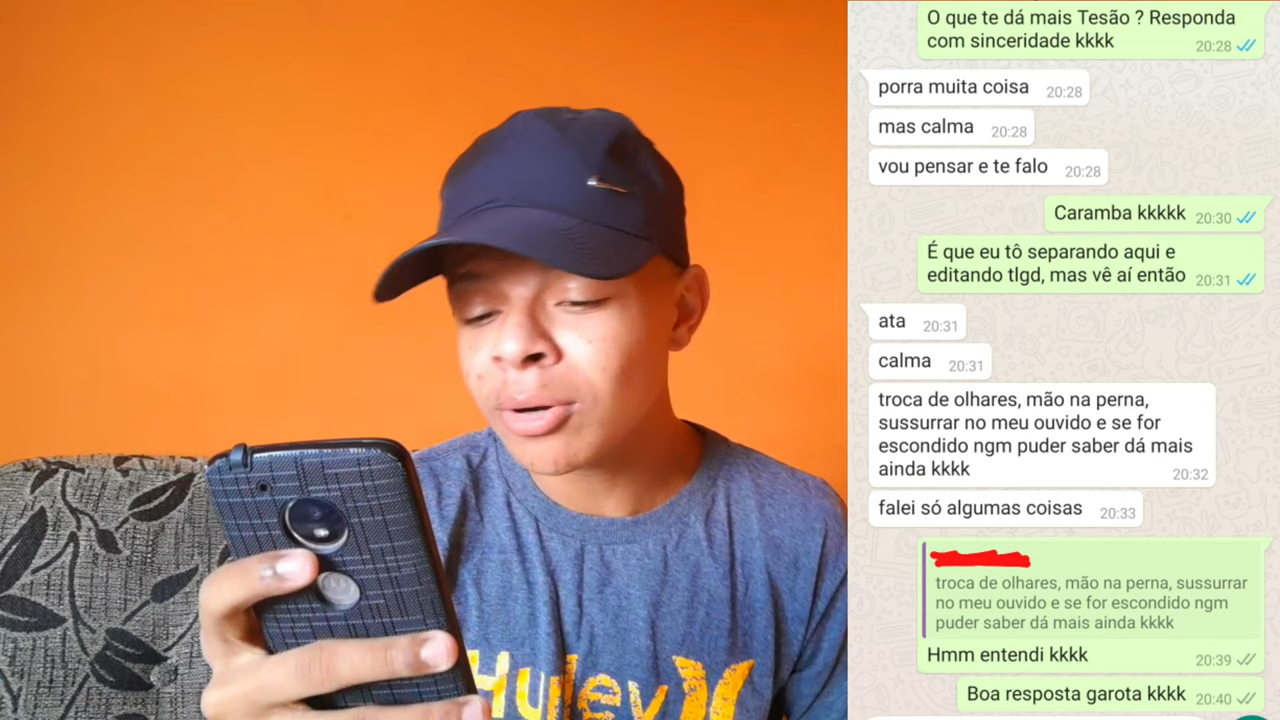 O que te dá mais Tesão ? Responda
com sinceridade kkkk
20:28
porra muita coisa
20:28
mas calma
20:28
vou pensar e te falo
20:28
Caramba kkkkk
20:30
É que eu tô separando aqui e
editando tlgd, mas vê aí então
20:31
ata
20:31
calma
20:31
troca de olhares, mão na perna,
sussurrar no meu ouvido e se for
escondido ngm puder saber dá mais
ainda kkkk
20:32
falei só algumas coisas
20:33
troca de olhares, mão na perna, sussurrar
no meu ouvido e se for escondido ngm
puder saber dá mais ainda kkkk
Hmm entendi kkkk
20:39
Boa resposta garota kkkk
20:40
Hurley